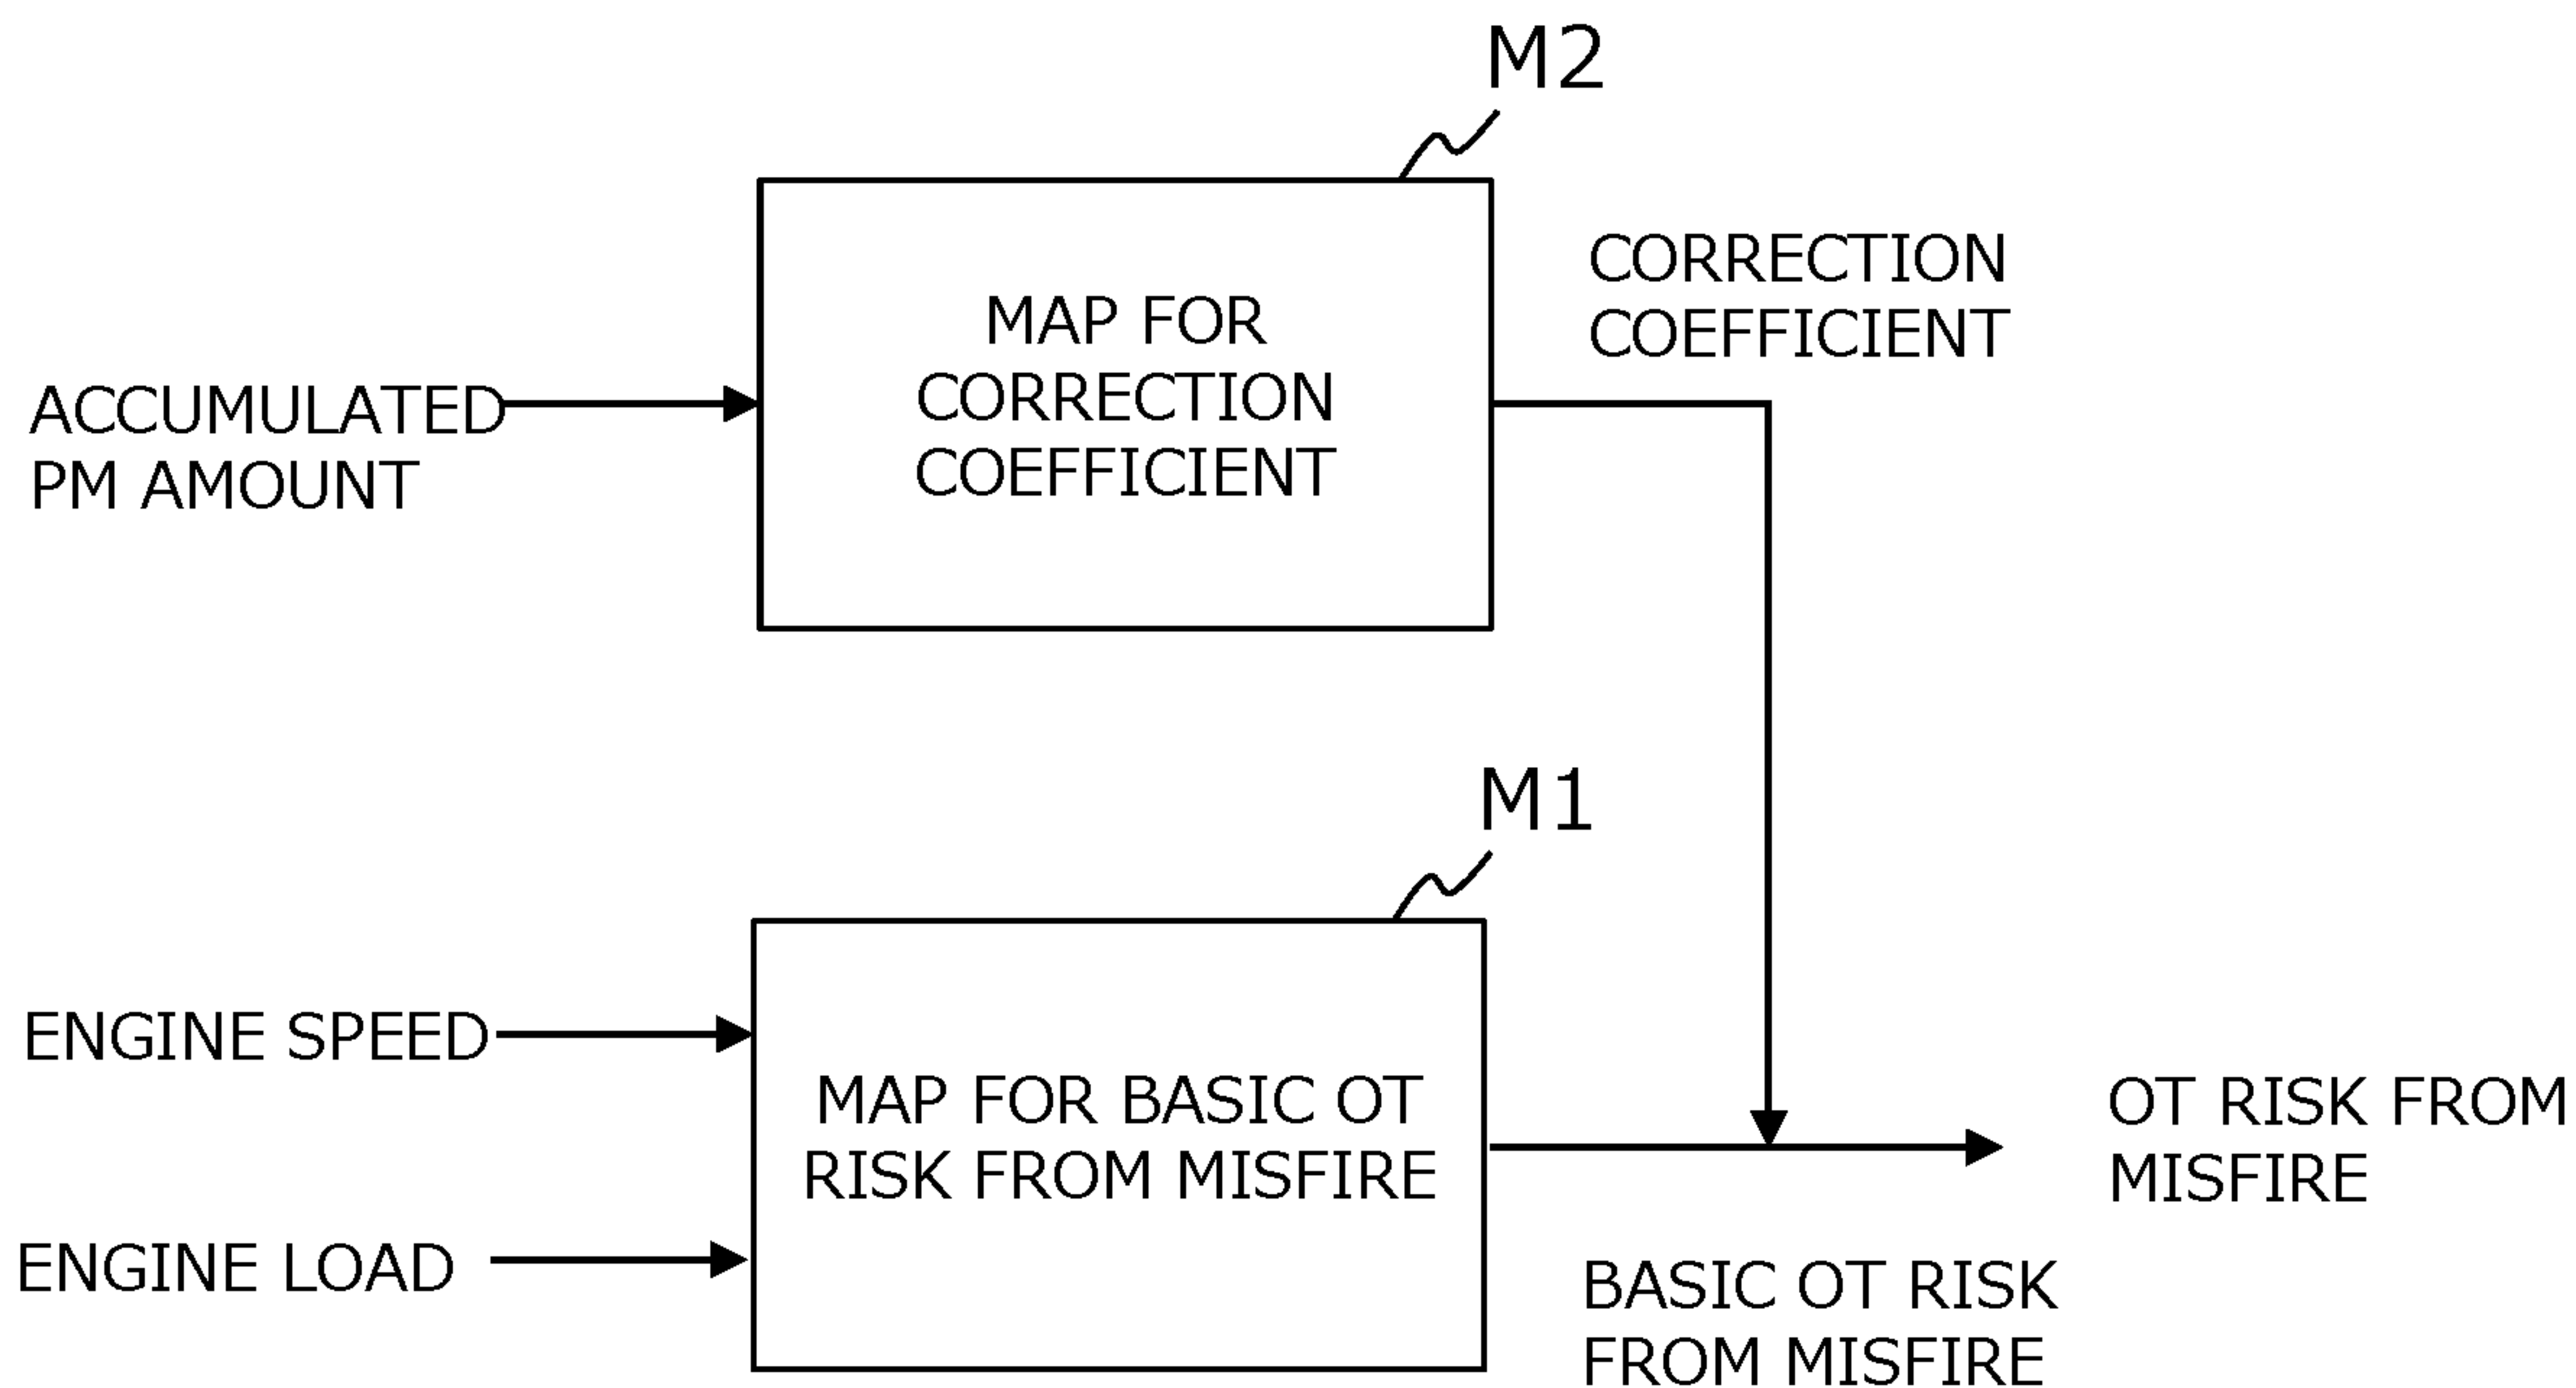 M2
CORRECTION
COEFFICIENT
MAP FOR
CORRECTION
COEFFICIENT
ACCUMULATED
PM AMOUNT
M1
ENGINE SPEED
MAP FOR BASIC OT
RISK FROM MISFIRE
ENGINE LOAD
OT RISK FROM
MISFIRE
BASIC OT RISK
FROM MISFIRE